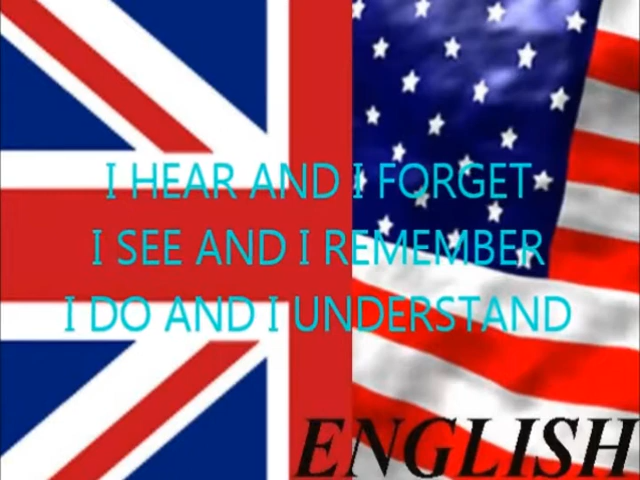 I HEAR AND I FORGET
I SEE AND I REMEMBER
I DO AND I UNDERSTAND
ENGLISH